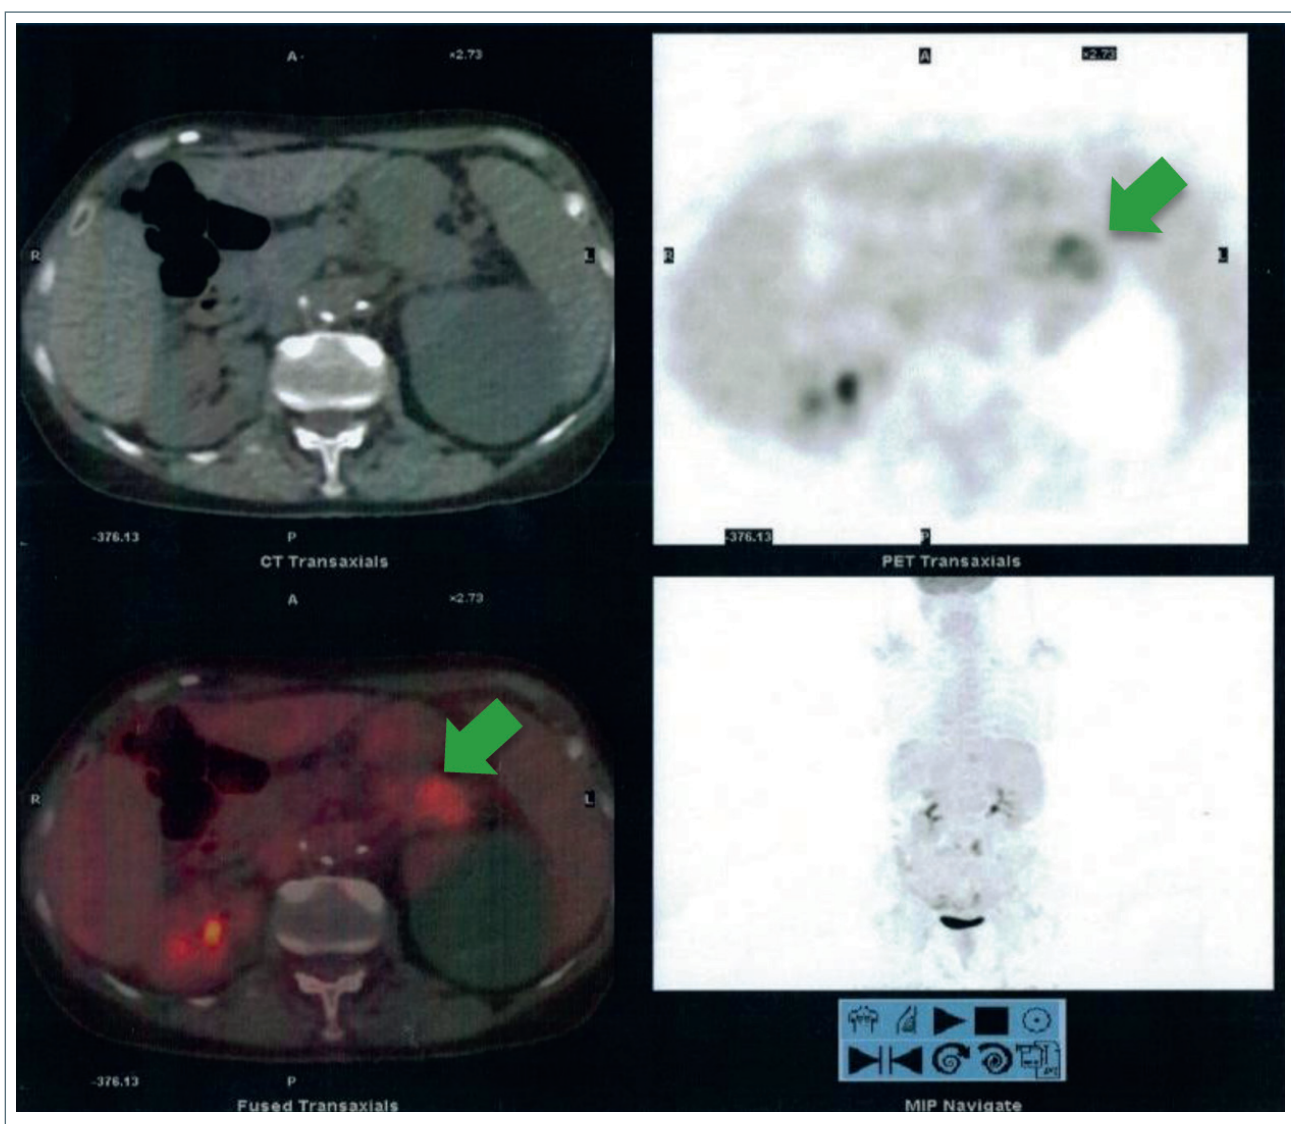 A
×2.73
R
L
-376.13
P
CT Transaxials
A
×2.73
R
L
-376.13
P
PET Transaxials
A
×2.73
R
L
-376.13
P
Fused Transaxials
MIP Navigate